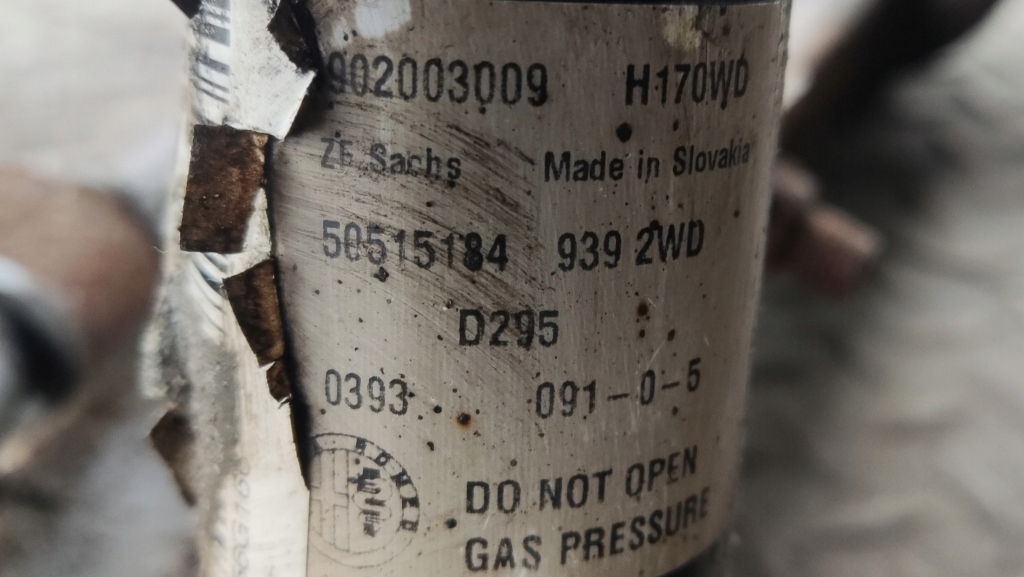 902003009 H170WD
ZF Sachs Made in Slovakia
50515184 939 2WD
D295
0393 091-0-5
DO NOT OPEN
GAS PRESSURE